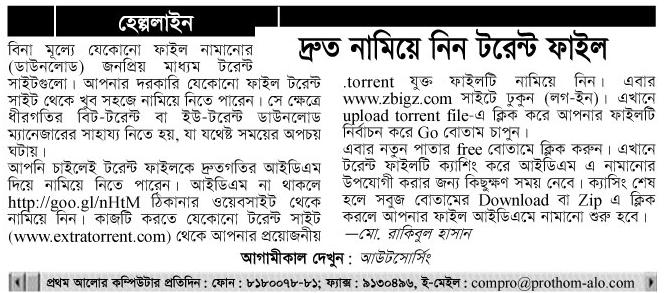 হেল্পলাইন
দ্রুত নামিয়ে নিন টরেন্ট ফাইল
বিনা মূল্যে যেকোনো ফাইল নামানোর
(ডাউনলোড) জনপ্রিয় মাধ্যম টরেন্ট
সাইটগুলো। আপনার দরকারি যেকোনো ফাইল টরেন্ট
সাইট থেকে খুব সহজে নামিয়ে নিতে পারেন। সে ক্ষেত্রে
ধীরগতির বিট-টরেন্ট বা ইউ-টরেন্ট ডাউনলোড
ম্যানেজারের সাহায্য নিতে হয়, যা যথেষ্ট সময়ের অপচয়
ঘটায়।
আপনি চাইলেই টরেন্ট ফাইলকে দ্রুতগতির আইডিএম
দিয়ে নামিয়ে নিতে পারেন। আইডিএম না থাকলে
http://goo.gl/nHtM ঠিকানার ওয়েবসাইট থেকে
নামিয়ে নিন। কাজটি করতে যেকোনো টরেন্ট সাইট
(www.extratorrent.com) থেকে আপনার প্রয়োজনীয়
.torrent যুক্ত ফাইলটি নামিয়ে নিন। এবার
www.zbigz.com সাইটে ঢুকুন (লগ-ইন)। এখানে
upload torrent file-এ ক্লিক করে আপনার ফাইলটি
নির্বাচন করে Go বোতাম চাপুন।
এবার নতুন পাতার free বোতামে ক্লিক করুন। এখানে
টরেন্ট ফাইলটি ক্যাশিং করে আইডিএম এ নামানোর
উপযোগী করার জন্য কিছুক্ষণ সময় নেবে। ক্যাসিং শেষ
হলে সবুজ বোতামের Download বা Zip এ ক্লিক
করলে আপনার ফাইল আইডিএমে নামানো শুরু হবে।
—মো. রাকিবুল হাসান
আগামীকাল দেখুন : আউটসোর্সিং
প্রথম আলোর কম্পিউটার প্রতিদিন : ফোন : ৮১৮০০৭৮-৮১; ফ্যাক্স : ৯১৩০৪৯৬, ই-মেইল : compro@prothom-alo.com